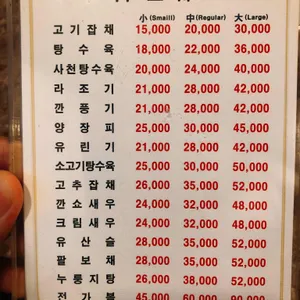 小(Small) 中(Regular) 大(Large)
고기잡채 15,000 20,000 30,000
탕수육 18,000 22,000 36,000
사천탕수육 20,000 24,000 40,000
라조기 21,000 28,000 42,000
깐풍기 21,000 28,000 42,000
양장피 25,000 30,000 45,000
유린기 21,000 28,000 42,000
소고기탕수육 25,000 30,000 50,000
고추잡채 26,000 35,000 52,000
깐쇼새우 24,000 32,000 48,000
크림새우 24,000 32,000 48,000
유산슬 28,000 35,000 52,000
팔보채 28,000 35,000 52,000
누룽지탕 26,000 38,000 52,000
전가복 45,000 60,000